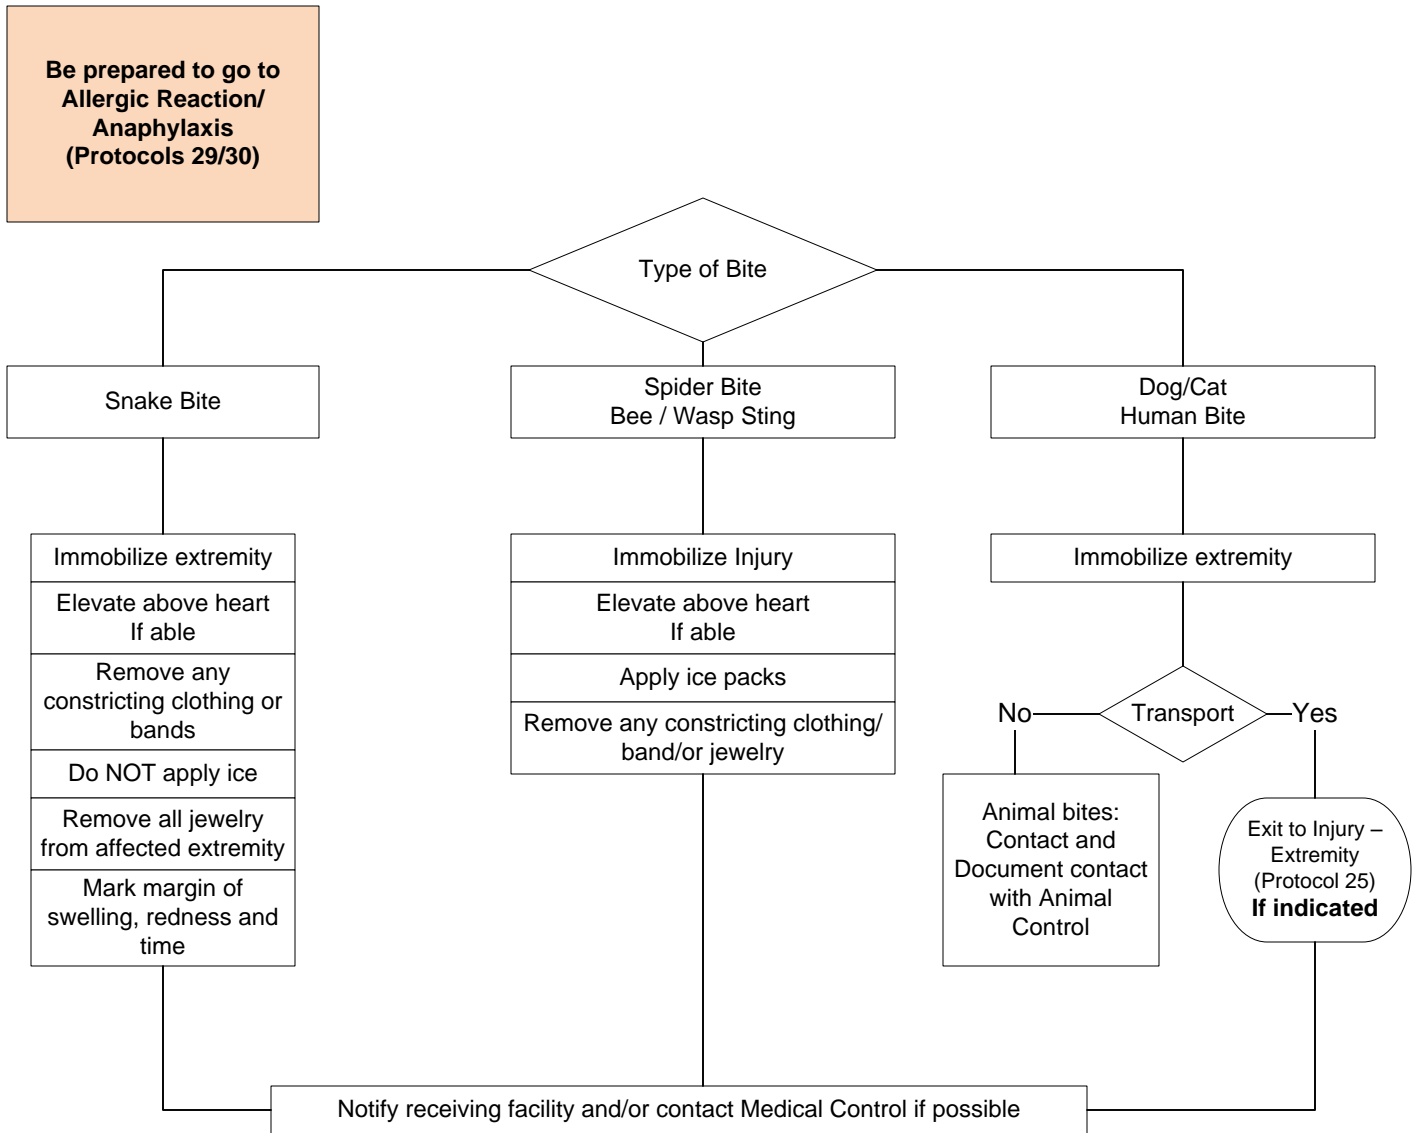 Be prepared to go to
Allergic Reaction/
Anaphylaxis
(Protocols 29/30)
Type of Bite
Snake Bite
Spider Bite
Bee / Wasp Sting
Dog/Cat
Human Bite
Immobilize extremity
Elevate above heart
If able
Remove any
constricting clothing or
bands
Do NOT apply ice
Remove all jewelry
from affected extremity
Mark margin of
swelling, redness and
time
Immobilize Injury
Elevate above heart
If able
Apply ice packs
Remove any constricting clothing/
band/or jewelry
Immobilize extremity
No
Transport
Yes
Animal bites:
Contact and
Document contact
with Animal
Control
Exit to Injury –
Extremity
(Protocol 25)
If indicated
Notify receiving facility and/or contact Medical Control if possible